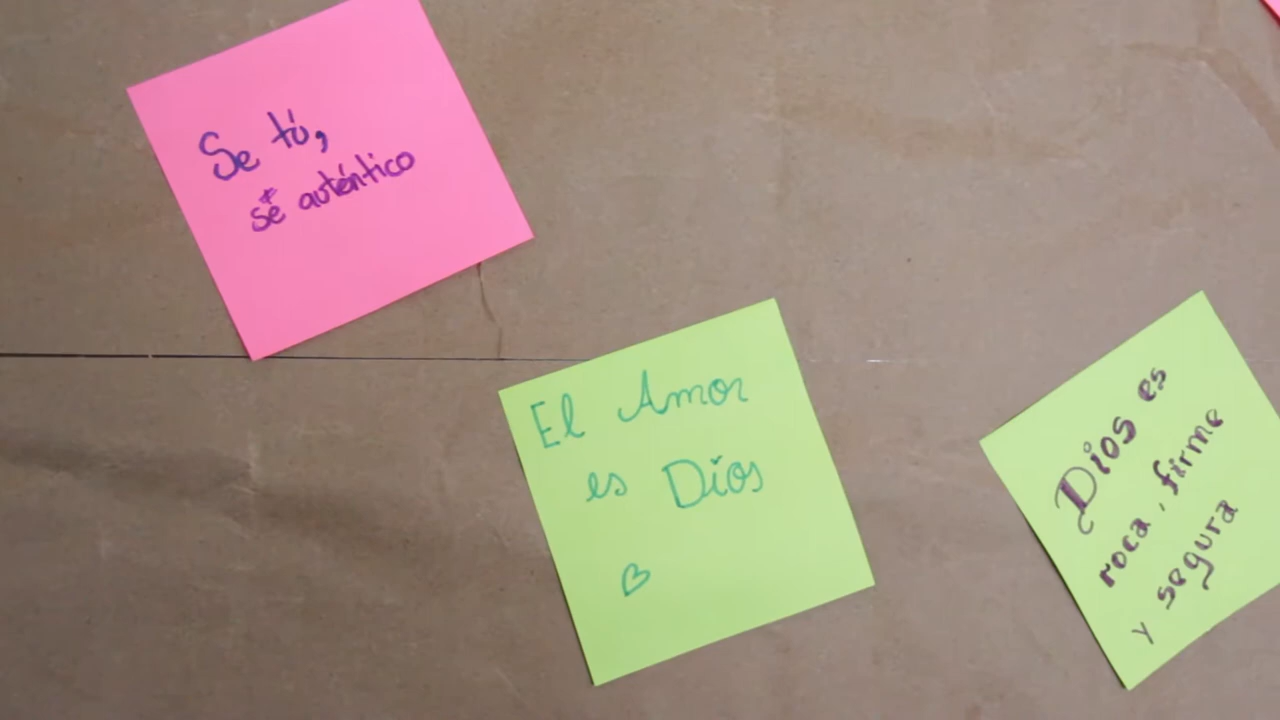 Se tú,
sé auténtico
El Amor
es Dios
Dios es
roca, firme
y segura